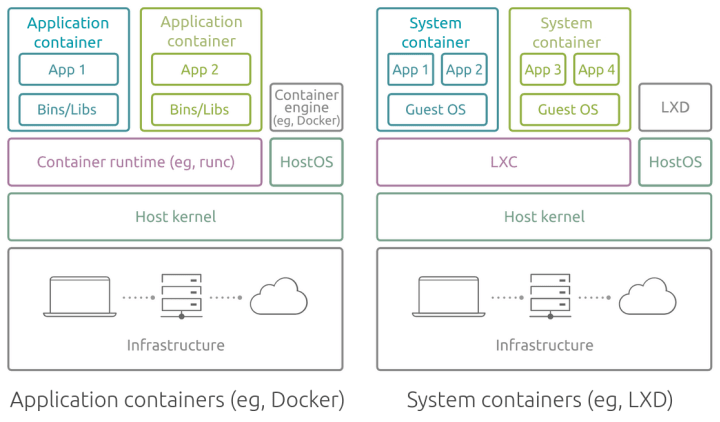 Application
container
App 1
Bins/Libs
Application
container
App 2
Bins/Libs
Container
engine
(eg, Docker)
Container runtime (eg, runc)
HostOS
Host kernel
Infrastructure
Application containers (eg, Docker)
System
container
App 1
App 2
Guest OS
System
container
App 3
App 4
Guest OS
LXD
LXC
HostOS
Host kernel
Infrastructure
System containers (eg, LXD)